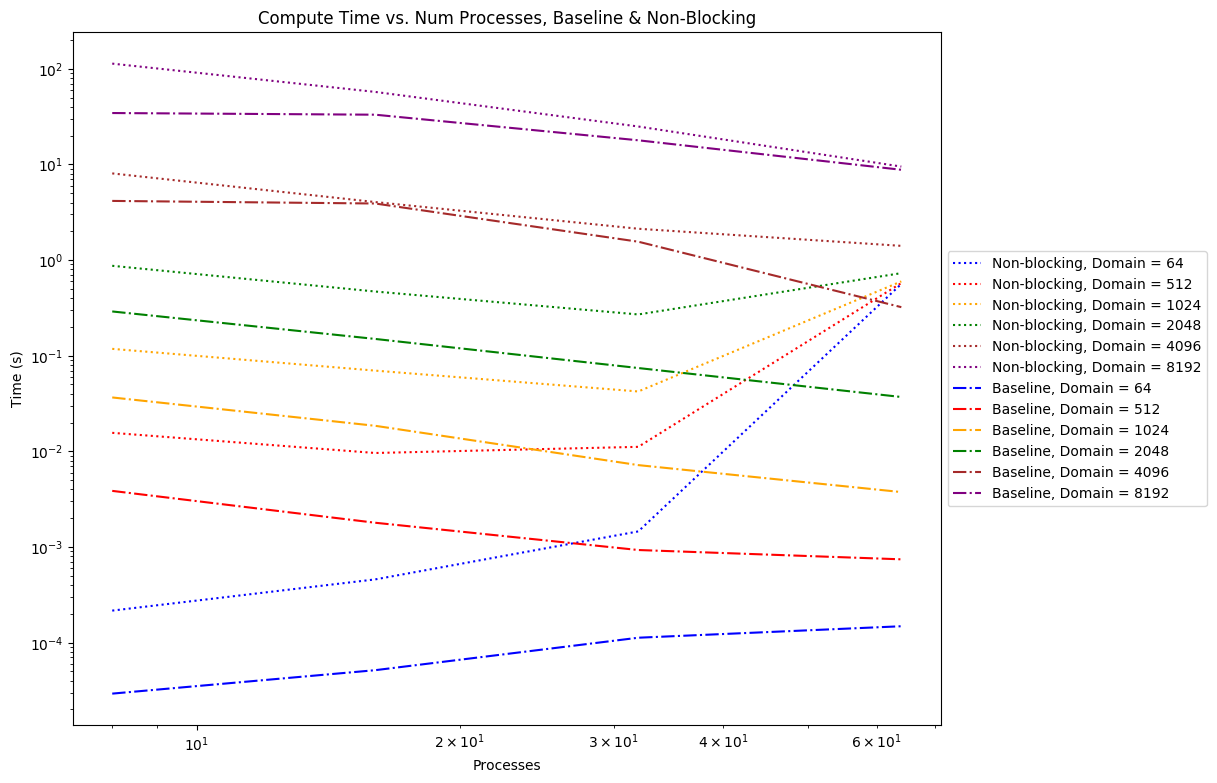 Compute Time vs. Num Processes, Baseline & Non-Blocking
Time (s)
10²
10¹
10⁰
10⁻¹
10⁻²
10⁻³
10⁻⁴
10¹
2 × 10¹
3 × 10¹
4 × 10¹
6 × 10¹
Processes
Non-blocking, Domain = 64
Non-blocking, Domain = 512
Non-blocking, Domain = 1024
Non-blocking, Domain = 2048
Non-blocking, Domain = 4096
Non-blocking, Domain = 8192
Baseline, Domain = 64
Baseline, Domain = 512
Baseline, Domain = 1024
Baseline, Domain = 2048
Baseline, Domain = 4096
Baseline, Domain = 8192